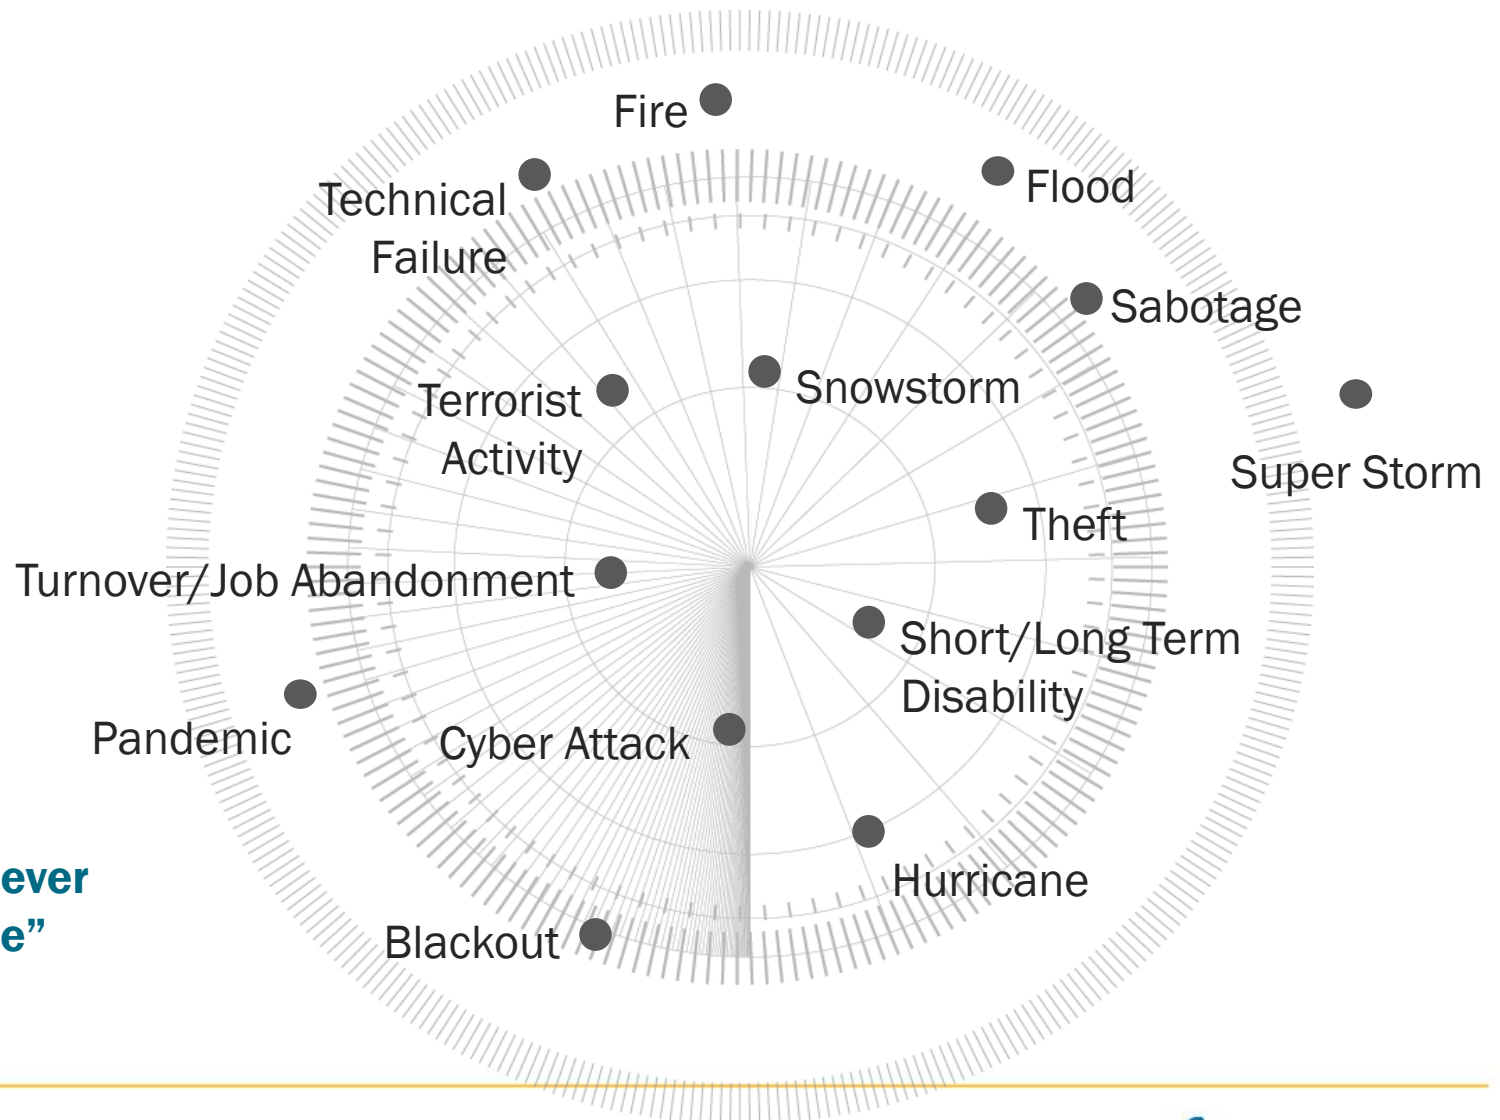 Fire
Technical
Failure
Flood
Sabotage
Terrorist
Activity
Snowstorm
Super Storm
Theft
Turnover/Job Abandonment
Short/Long Term
Disability
Pandemic
Cyber Attack
Hurricane
ever
e”
Blackout